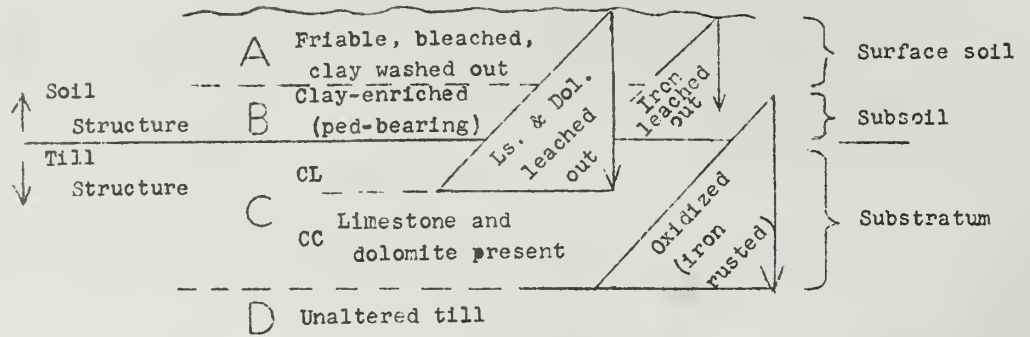 A Friable, bleached,
clay washed out
Surface soil
Iron
leached
out
Soil
Structure
B Clay-enriched
(ped-bearing)
Subsoil
Ls. & Dol.
leached
out
Till
Structure
C
CL
CC Limestone and
dolomite present
Oxidized
(iron
rusted)
Substratum
D Unaltered till